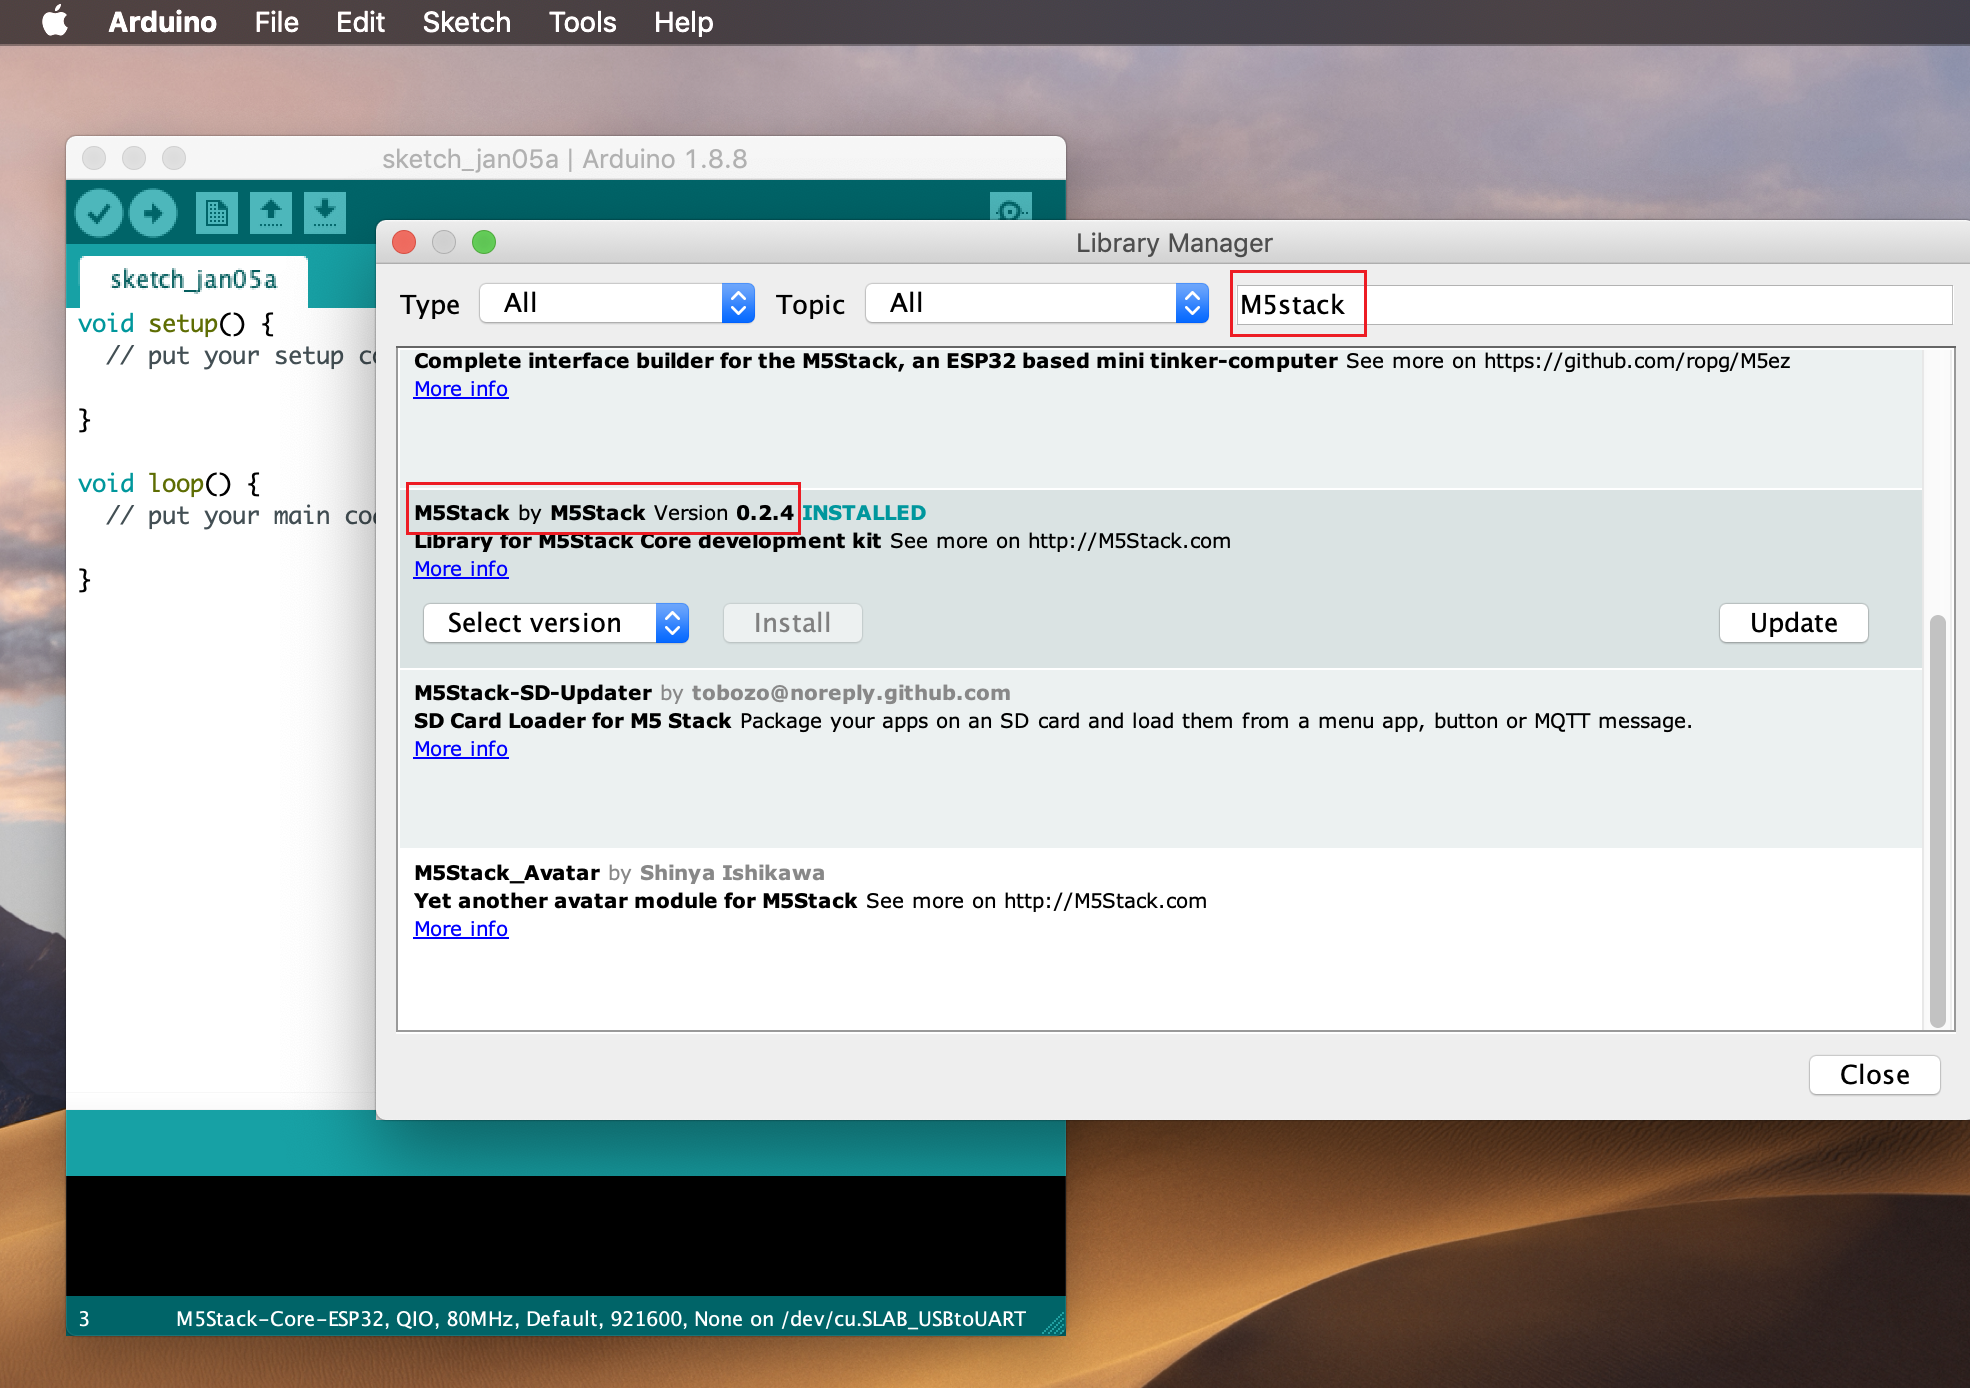 Arduino File Edit Sketch Tools Help
sketch_jan05a | Arduino 1.8.8
sketch_jan05a
void setup() {
// put your setup
}
void loop() {
// put your main
}
Library Manager
Type All Topic All M5stack
Complete interface builder for the M5Stack, an ESP32 based mini tinker-computer See more on https://github.com/ropg/M5ez
More info
M5Stack by M5Stack Version 0.2.4 INSTALLED
Library for M5Stack Core development kit See more on http://M5Stack.com
More info
Select version Install Update
M5Stack-SD-Updater by tobozo@noreply.github.com
SD Card Loader for M5 Stack Package your apps on an SD card and load them from a menu app, button or MQTT message.
More info
M5Stack_Avatar by Shinya Ishikawa
Yet another avatar module for M5Stack See more on http://M5Stack.com
More info
Close
3 M5Stack-Core-ESP32, QIO, 80MHz, Default, 921600, None on /dev/cu.SLAB_USBtoUART